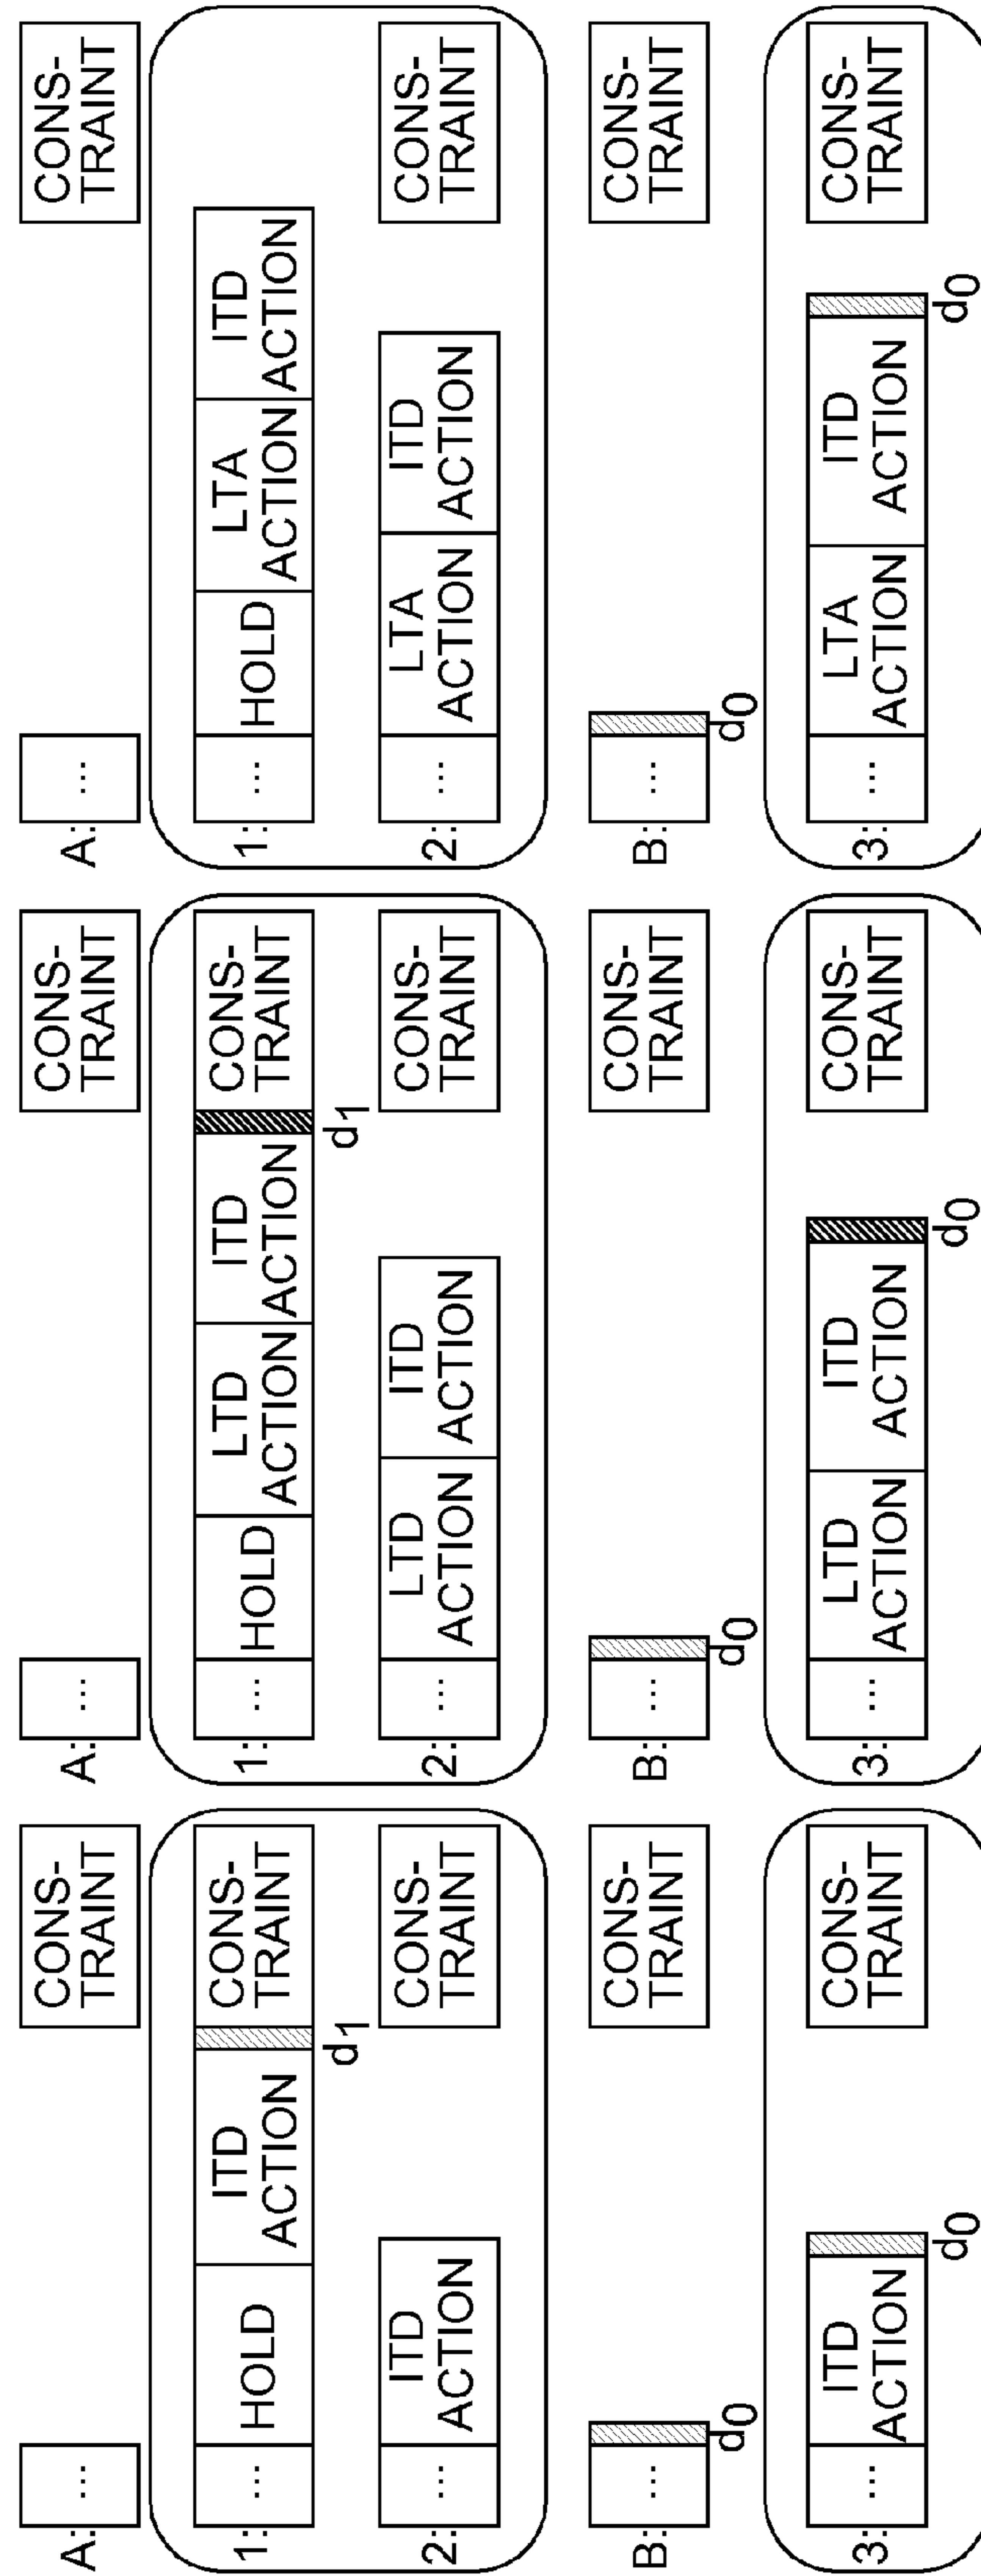 A:
...
CONS-
TRAINT
1:
...
HOLD
ITD
ACTION
d1
CONS-
TRAINT
2:
...
ITD
ACTION
CONS-
TRAINT
B:
...
d0
CONS-
TRAINT
3:
...
ITD
ACTION
d0
CONS-
TRAINT
A:
...
CONS-
TRAINT
1:
...
HOLD
LTD
ACTION
ITD
ACTION
d1
CONS-
TRAINT
2:
...
LTD
ACTION
ITD
ACTION
CONS-
TRAINT
B:
...
d0
CONS-
TRAINT
3:
...
LTD
ACTION
ITD
ACTION
d0
CONS-
TRAINT
A:
...
CONS-
TRAINT
1:
...
HOLD
LTA
ACTION
ITD
ACTION
2:
...
LTA
ACTION
ITD
ACTION
CONS-
TRAINT
B:
...
d0
CONS-
TRAINT
3:
...
LTA
ACTION
ITD
ACTION
d0
CONS-
TRAINT